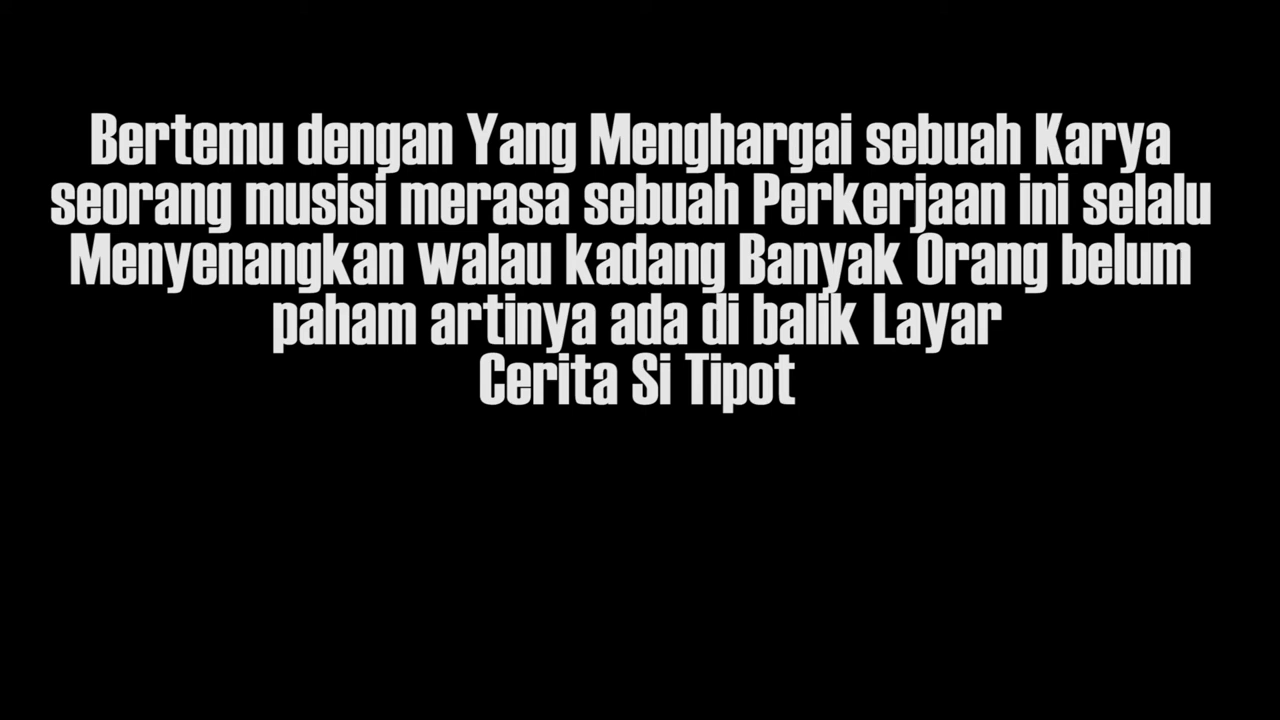 Bertemu dengan Yang Menghargai sebuah Karya
seorang musisi merasa sebuah Perkerjaan ini selalu
Menyenangkan walau kadang Banyak Orang belum
paham artinya ada di balik Layar
Cerita Si Tipot